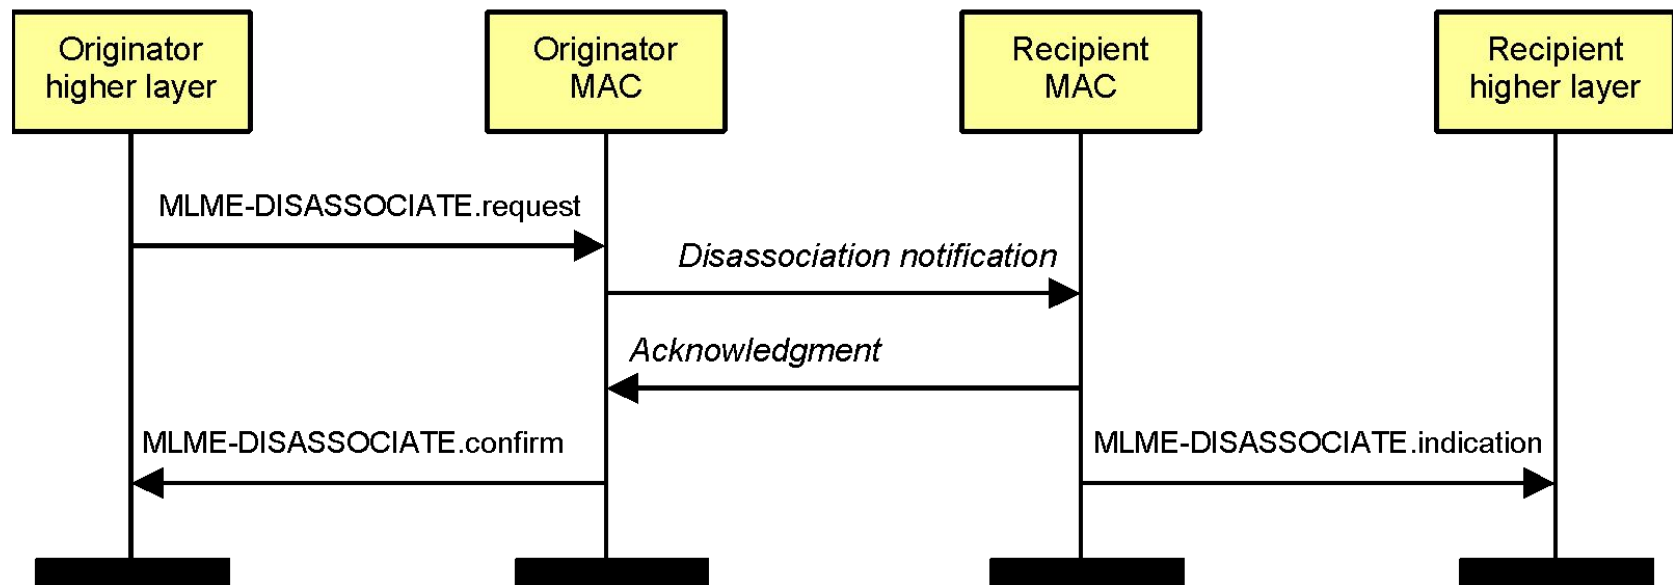 Originator
higher layer
Originator
MAC
Recipient
MAC
Recipient
higher layer
MLME-DISASSOCIATE.request
Disassociation notification
Acknowledgment
MLME-DISASSOCIATE.confirm
MLME-DISASSOCIATE.indication